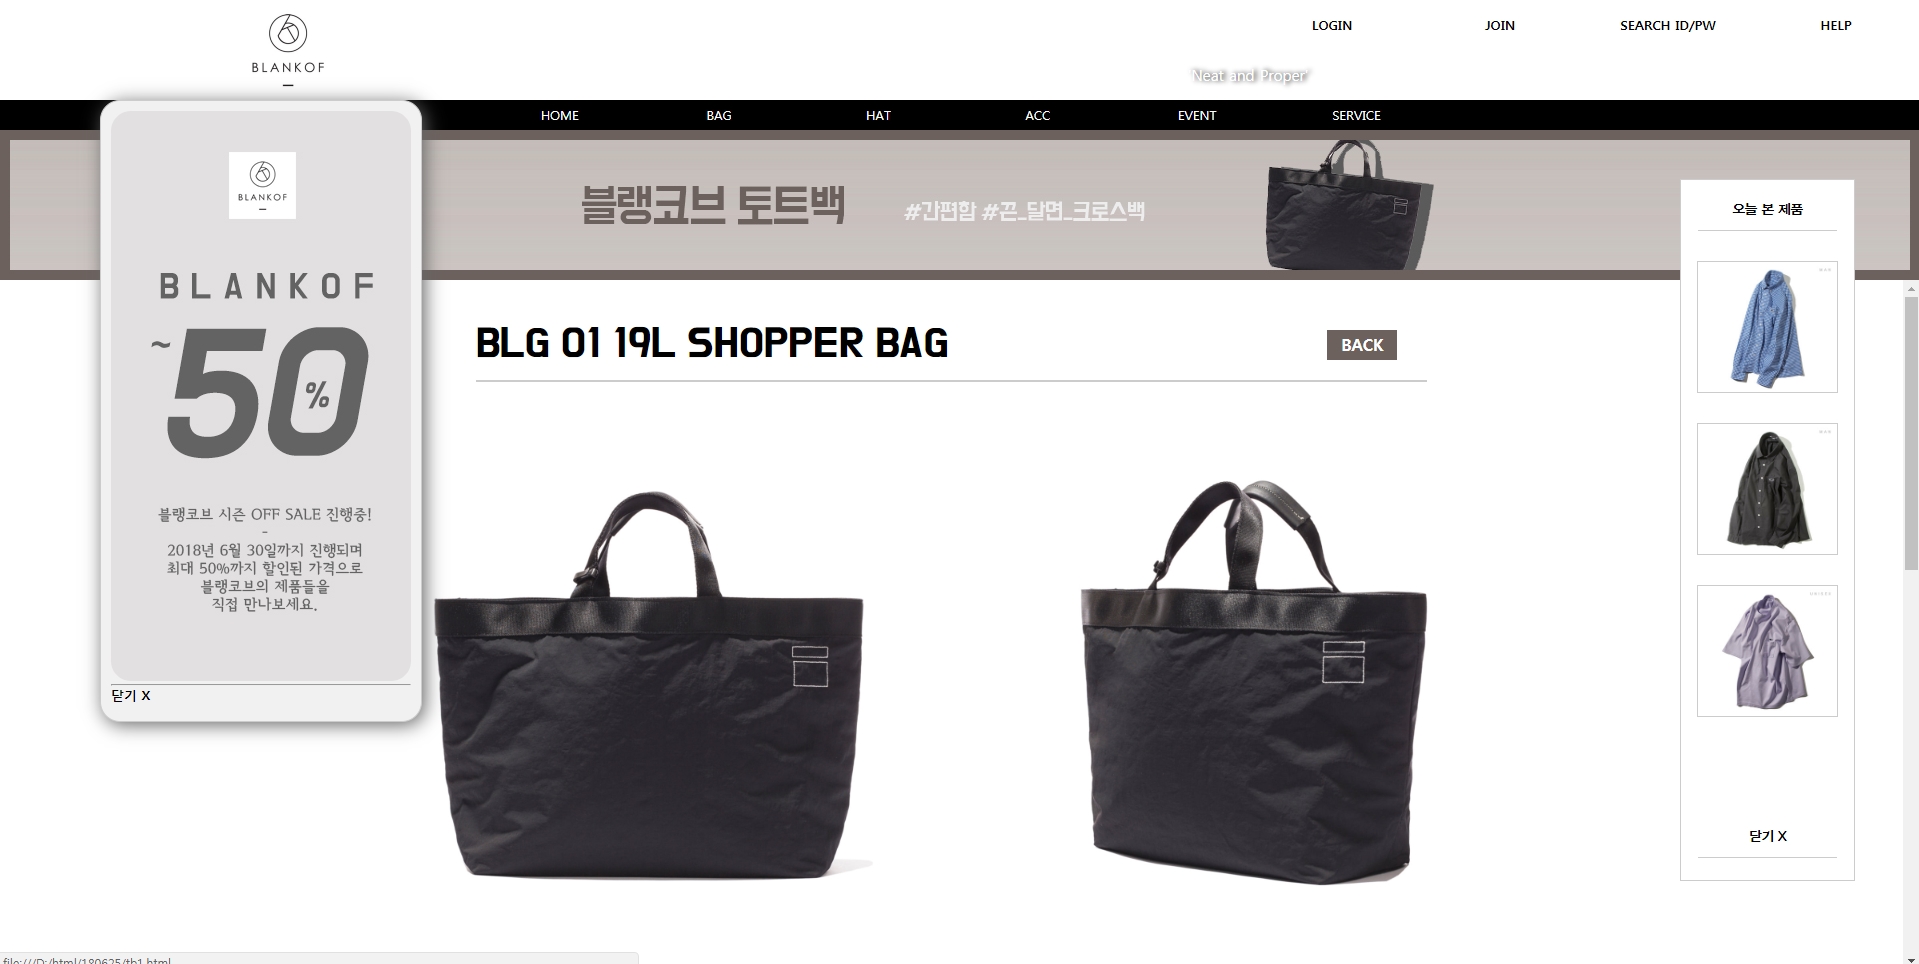 BLANKOF
LOGIN JOIN SEARCH ID/PW HELP
Neat and Proper'
HOME BAG HAT ACC EVENT SERVICE
BLANKOF
BLANKOF
~50%
블랭코브 시즌 OFF SALE 진행중!
-
2018년 6월 30일까지 진행되며
최대 50%까지 할인된 가격으로
블랭코브의 제품들을
직접 만나보세요.
닫기 X
블랭코브 토트백 #간편함 #끈_달면_크로스백
BLG 01 19L SHOPPER BAG
BACK
오늘 본 제품
UNISEX
닫기 X
file:///D:/html/180625/tb1.html